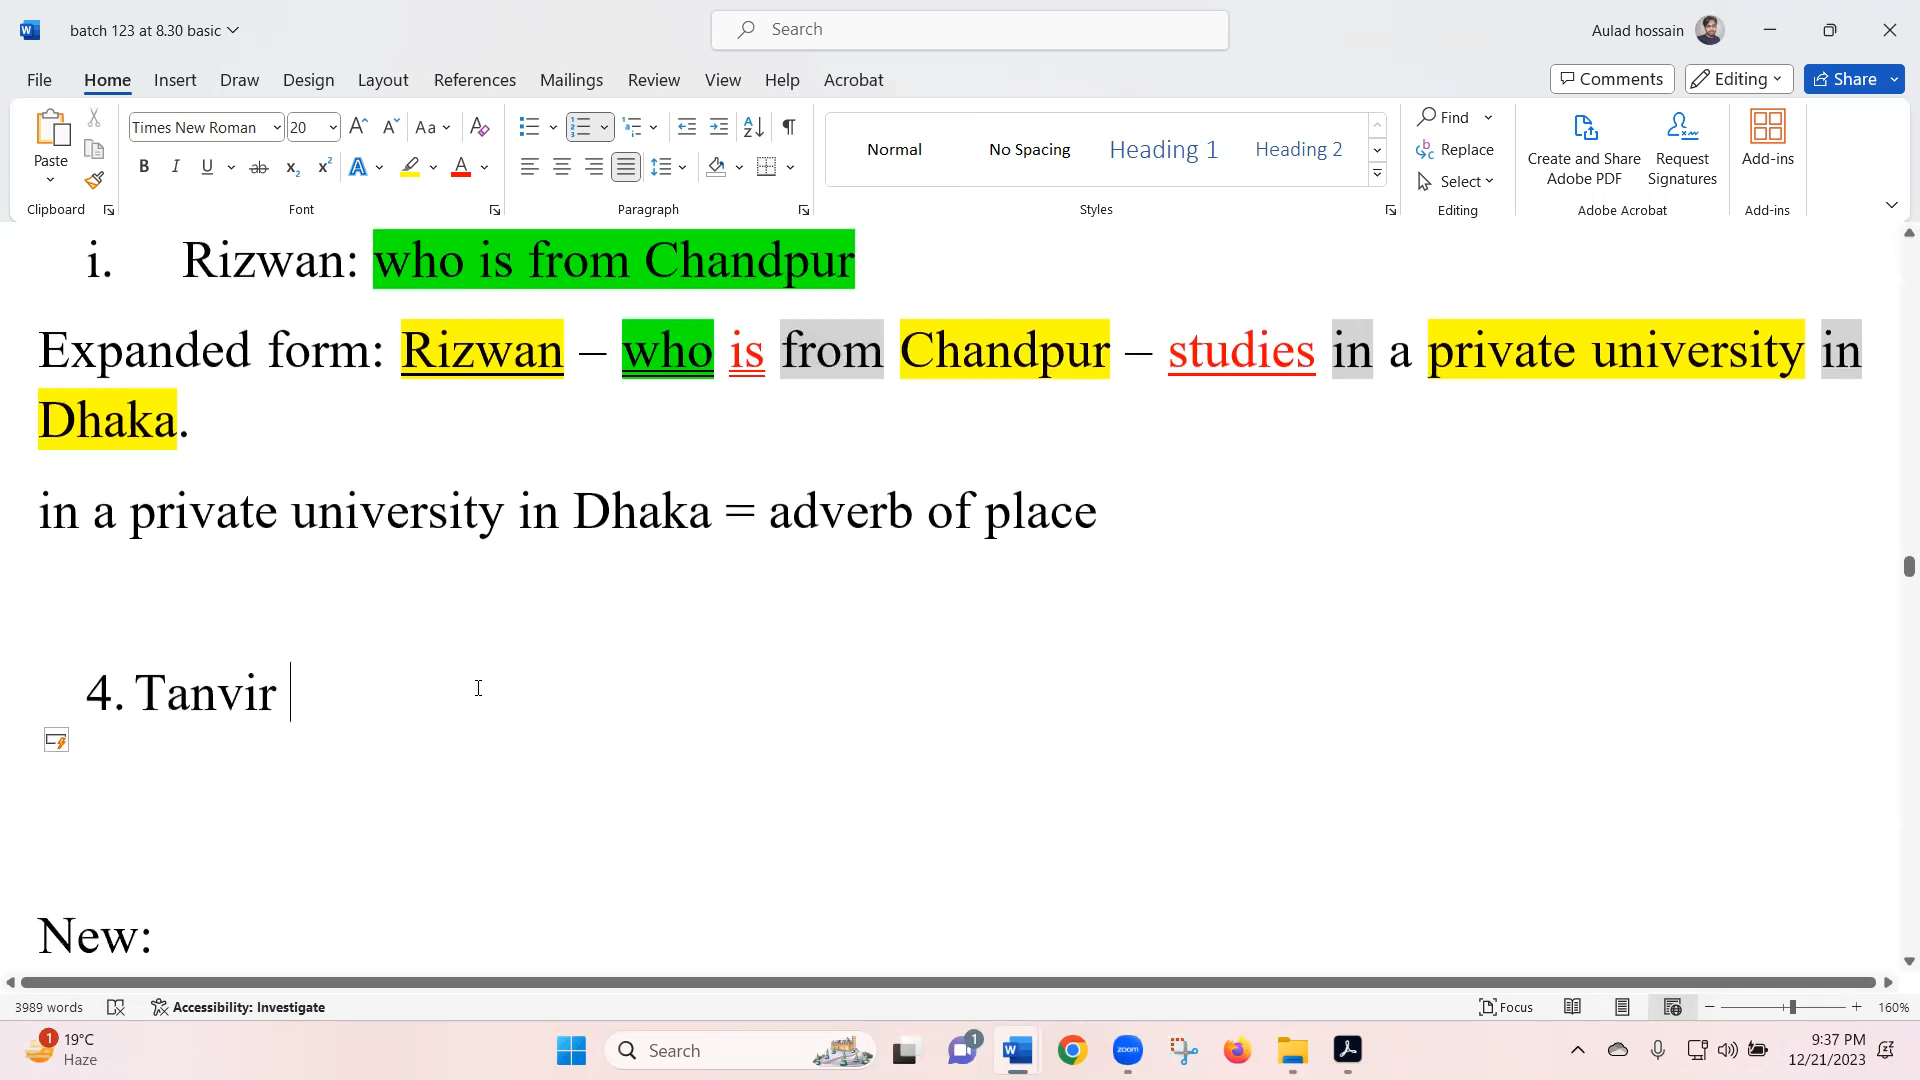 batch 123 at 8.30 basic
Search
Aulad hossain
File Home Insert Draw Design Layout References Mailings Review View Help Acrobat
Comments Editing Share
Paste
Times New Roman 20
Aa
Normal No Spacing Heading 1 Heading 2
Find
Replace
Select
Create and Share Adobe PDF
Request Signatures
Add-ins
Clipboard Font Paragraph Styles Editing Adobe Acrobat Add-ins
i. Rizwan: who is from Chandpur
Expanded form: Rizwan – who is from Chandpur – studies in a private university in
Dhaka.
in a private university in Dhaka = adverb of place
4. Tanvir
New:
3989 words Accessibility: Investigate Focus 160%
1 19°C
Haze
Search
1
zoom
9:37 PM
12/21/2023